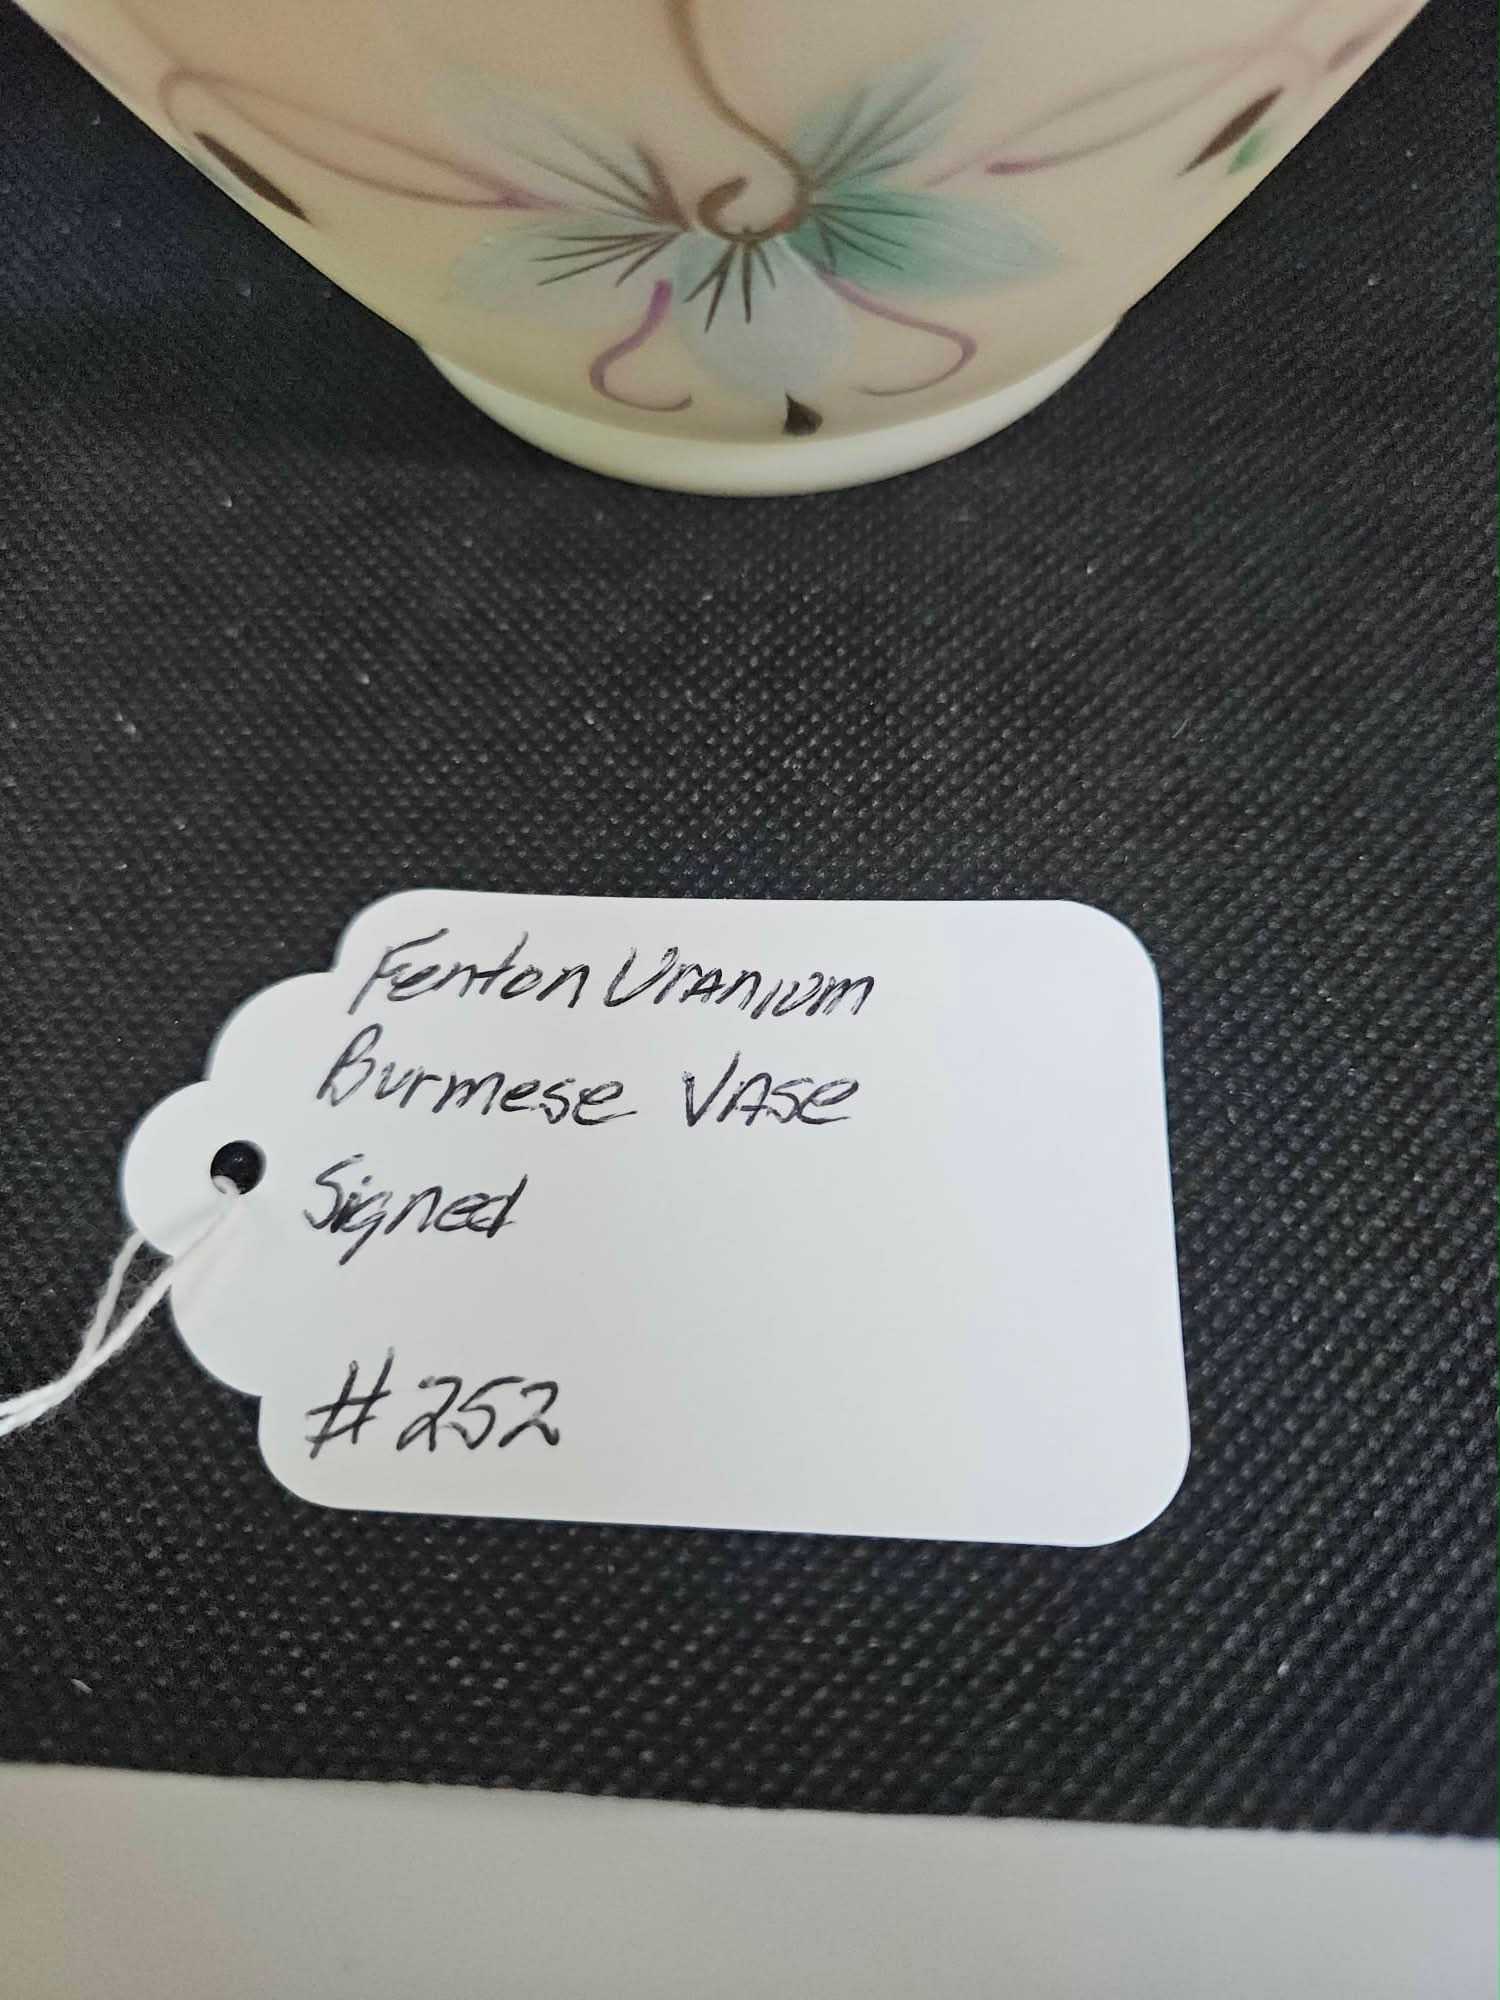 Fenton Uranium
Burmese Vase
Signed
#252